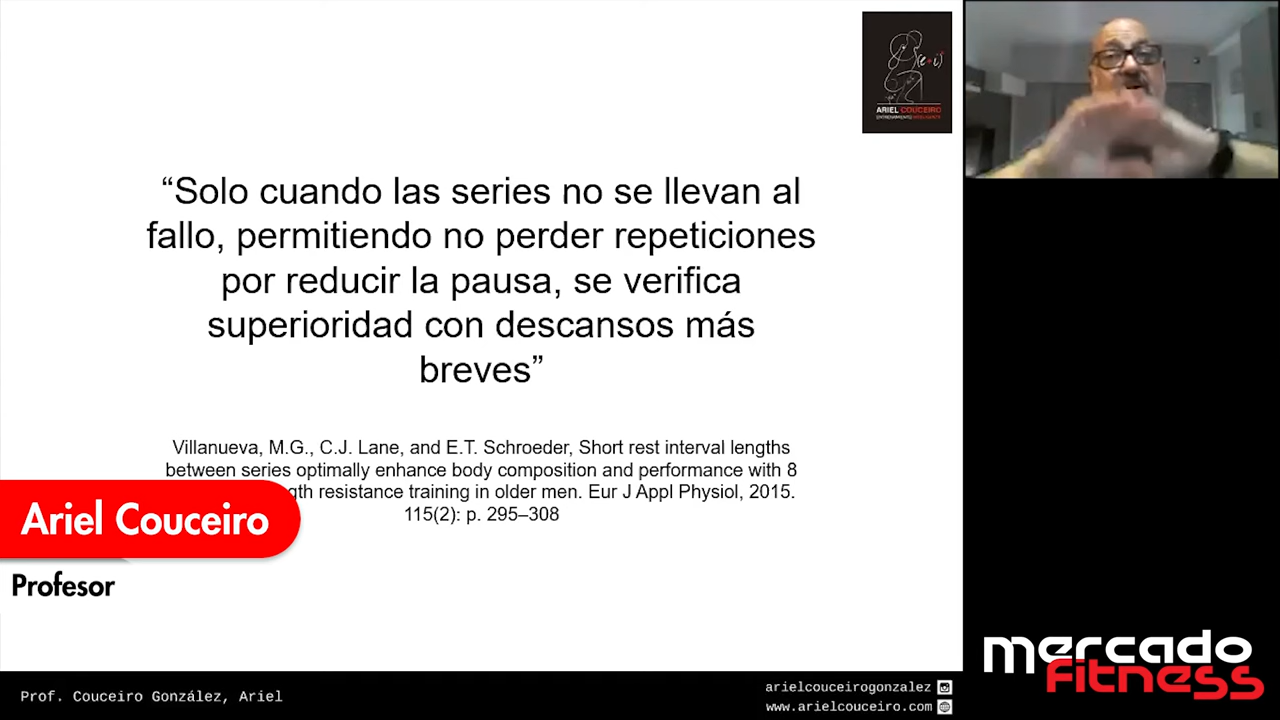 (e+i)
ARIEL COUCEIRO
ENTRENAMIENTO INTELIGENTE
“Solo cuando las series no se llevan al
fallo, permitiendo no perder repeticiones
por reducir la pausa, se verifica
superioridad con descansos más
breves”
Villanueva, M.G., C.J. Lane, and E.T. Schroeder, Short rest interval lengths
between series optimally enhance body composition and performance with 8
resistance training in older men. Eur J Appl Physiol, 2015.
115(2): p. 295–308
Ariel Couceiro
Profesor
mercado
fitness
Prof. Couceiro González, Ariel
arielcouceirogonzalez
www.arielcouceiro.com